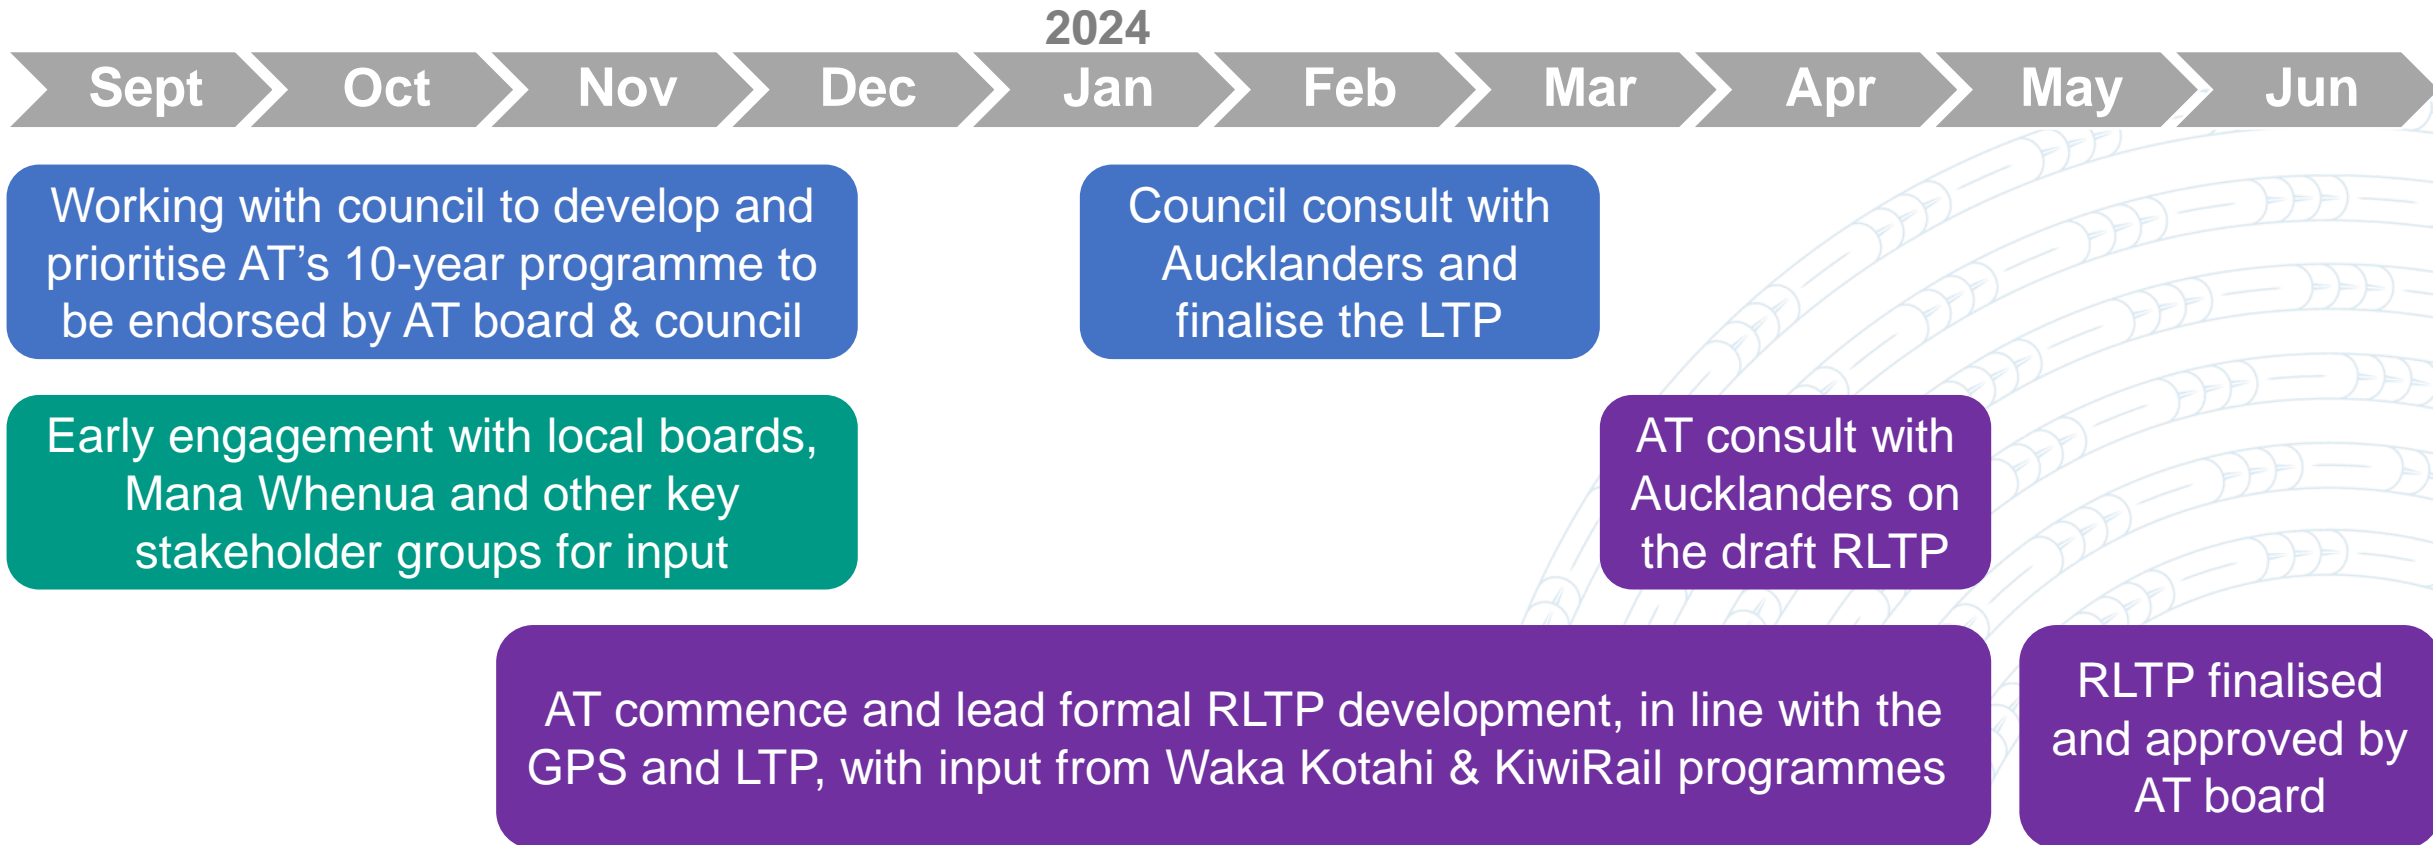 2024
Sept Oct Nov Dec Jan Feb Mar Apr May Jun
Working with council to develop and
prioritise AT's 10-year programme to
be endorsed by AT board & council
Council consult with
Aucklanders and
finalise the LTP
Early engagement with local boards,
Mana Whenua and other key
stakeholder groups for input
AT consult with
Aucklanders on
the draft RLTP
AT commence and lead formal RLTP development, in line with the
GPS and LTP, with input from Waka Kotahi & KiwiRail programmes
RLTP finalised
and approved by
AT board